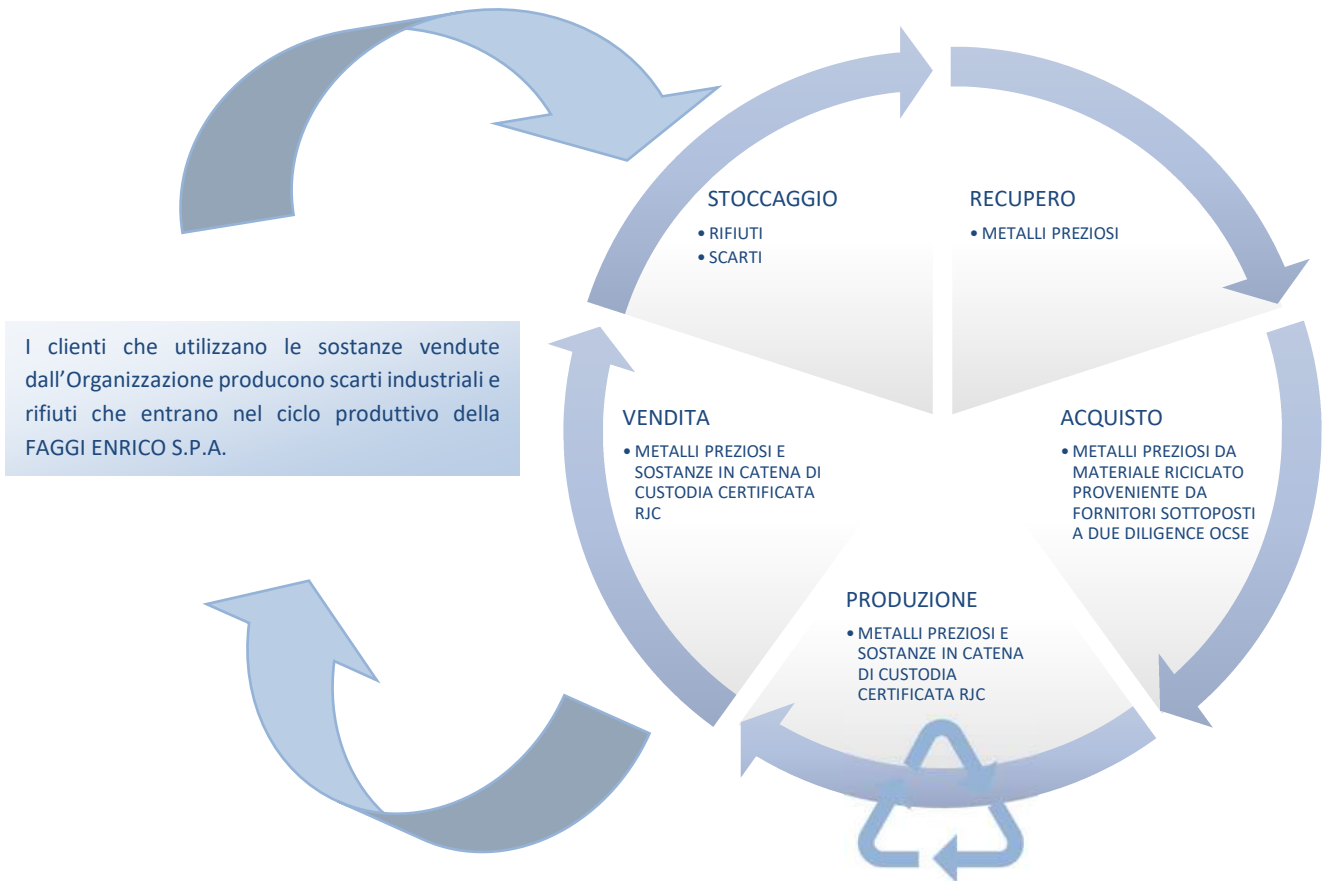 STOCCAGGIO
• RIFIUTI
• SCARTI
RECUPERO
• METALLI PREZIOSI
I clienti che utilizzano le sostanze vendute
dall’Organizzazione producono scarti industriali e
rifiuti che entrano nel ciclo produttivo della
FAGGI ENRICO S.P.A.
VENDITA
• METALLI PREZIOSI E
SOSTANZE IN CATENA DI
CUSTODIA CERTIFICATA
RJC
ACQUISTO
• METALLI PREZIOSI DA
MATERIALE RICICLATO
PROVENIENTE DA
FORNITORI SOTTOPOSTI
A DUE DILIGENCE OCSE
PRODUZIONE
• METALLI PREZIOSI E
SOSTANZE IN CATENA
DI CUSTODIA
CERTIFICATA RJC